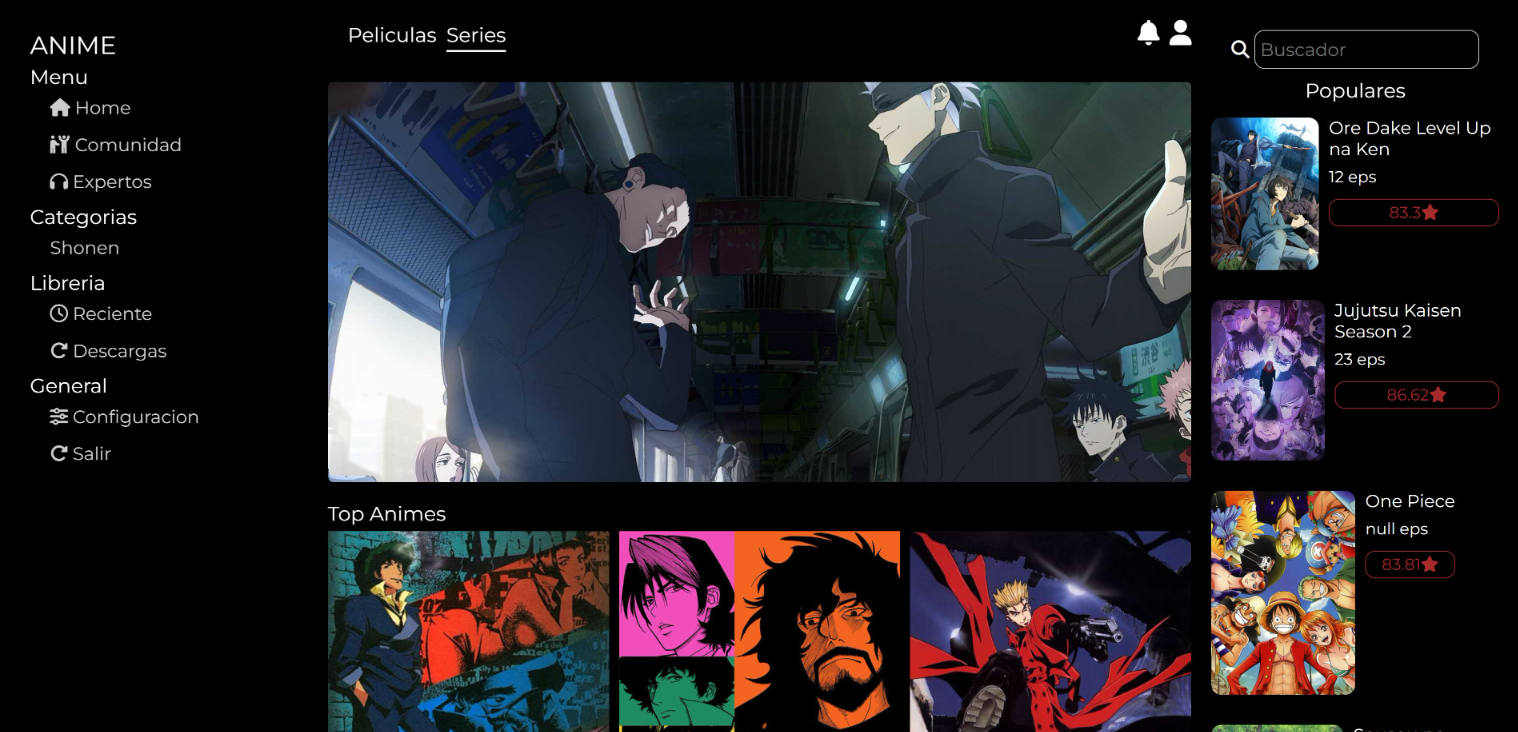 ANIME
Menu
Home
Comunidad
Expertos
Categorias
Shonen
Libreria
Reciente
Descargas
General
Configuracion
Salir
Peliculas Series
Top Animes
Buscador
Populares
Ore Dake Level Up
na Ken
12 eps
83.3
Jujutsu Kaisen
Season 2
23 eps
86.62
One Piece
null eps
83.81